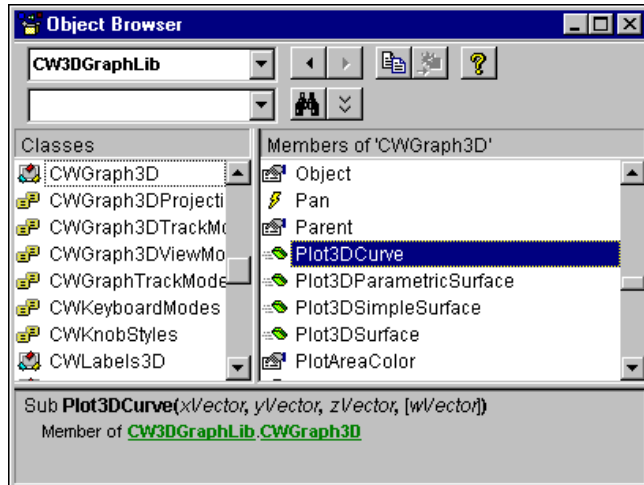 Object Browser
CW3DGraphLib
Classes
Members of 'CWGraph3D'
CWGraph3D
CWGraph3DProjecti
CWGraph3DTrackMo
CWGraph3DViewMo
CWGraphTrackMode
CWKeyboardModes
CWKnobStyles
CWLabels3D
Object
Pan
Parent
Plot3DCurve
Plot3DParametricSurface
Plot3DSimpleSurface
Plot3DSurface
PlotAreaColor
Sub Plot3DCurve(xVector, yVector, zVector, [wVector])
Member of CW3DGraphLib.CWGraph3D